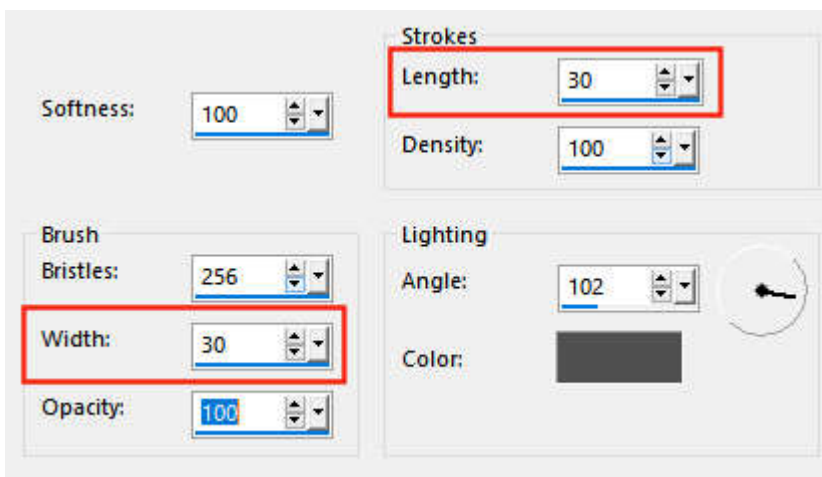 Softness: 100
Strokes
Length: 30
Density: 100
Brush
Bristles: 256
Width: 30
Opacity: 100
Lighting
Angle: 102
Color: